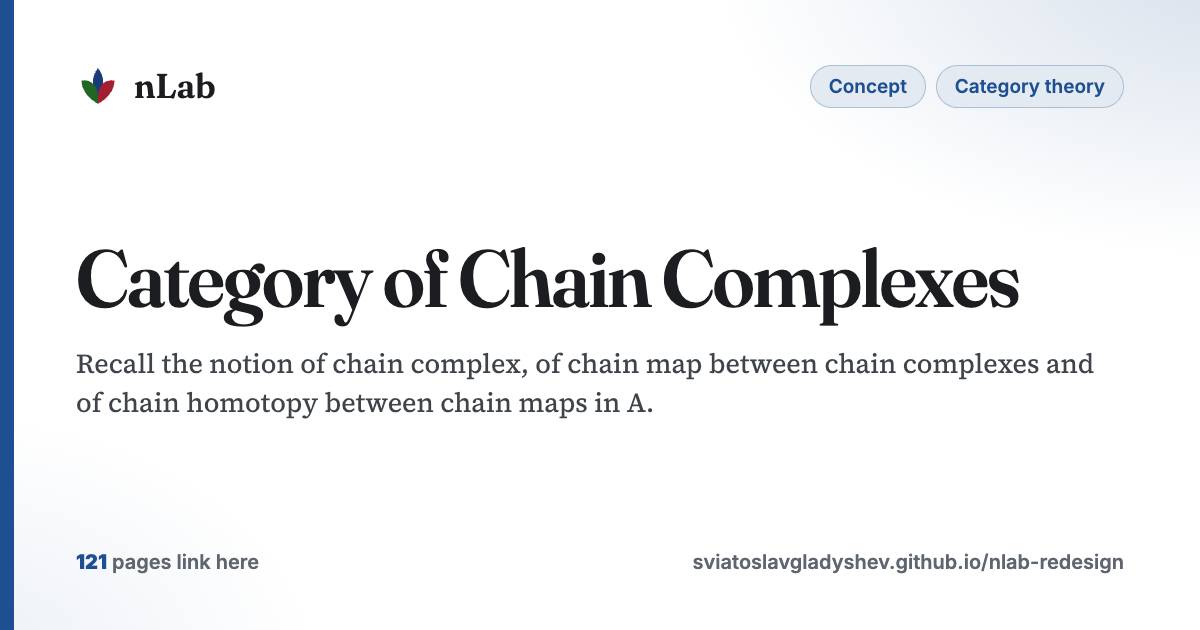 nLab
Concept
Category theory
Category of Chain Complexes
Recall the notion of chain complex, of chain map between chain complexes and
of chain homotopy between chain maps in A.
121 pages link here
sviatoslavgladyshev.github.io/nlab-redesign